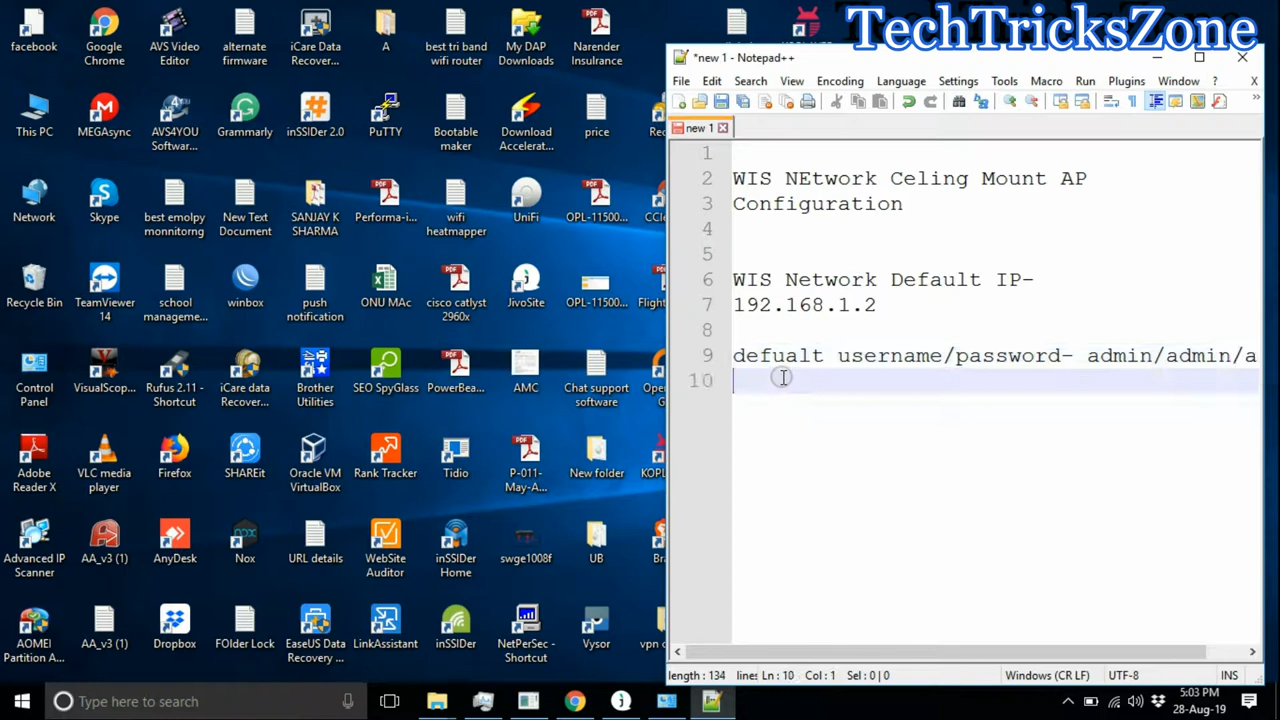 TechTricksZone
facebook
Google Chrome
AVS Video Editor
alternate firmware
iCare Data Recover...
A
best tri band wifi router
My DAP Downloads
Narender Insulrance
*new 1 - Notepad++
File Edit Search View Encoding Language Settings Tools Macro Run Plugins Window ? X
new 1
This PC
MEGAsync
AVS4YOU Softwar...
Grammarly
inSSIDer 2.0
PuTTY
Bootable maker
Download Accelerat...
price
Network
Skype
best emolpy monnitorng
New Text Document
SANJAY K SHARMA
Performa-i...
wifi heatmapper
UniFi
OPL-11500...
Recycle Bin
TeamViewer 14
school manageme...
winbox
push notification
ONU MAc
cisco catlyst 2960x
JivoSite
OPL-11500...
Control Panel
VisualScop...
Rufus 2.11 - Shortcut
iCare data Recover...
Brother Utilities
SEO SpyGlass
PowerBea...
AMC
Chat support software
Adobe Reader X
VLC media player
Firefox
SHAREit
Oracle VM VirtualBox
Rank Tracker
Tidio
P-011-May-A...
New folder
Advanced IP Scanner
AA_v3 (1)
AnyDesk
Nox
URL details
WebSite Auditor
inSSIDer Home
swge1008f
UB
AOMEI Partition A...
AA_v3 (1)
Dropbox
FOlder Lock
EaseUS Data Recovery ...
LinkAssistant
inSSIDer
NetPerSec - Shortcut
Vysor
1
2 WIS NEtwork Celing Mount AP
3 Configuration
4
5
6 WIS Network Default IP-
7 192.168.1.2
8
9 defualt username/password- admin/admin/a
10
length : 134 lines Ln : 10 Col : 1 Sel : 0 | 0 Windows (CR LF) UTF-8 INS
Type here to search
5:03 PM
28-Aug-19